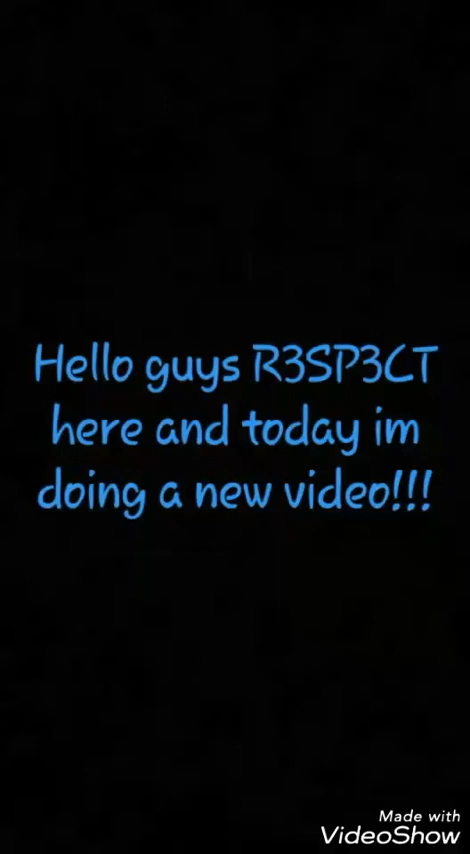 Hello guys R3SP3CT
here and today im
doing a new video!!!
Made with
VideoShow